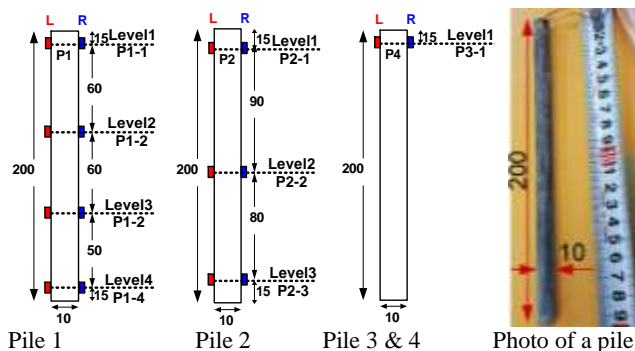 L R
Level1
P1-1
15
P1
60
Level2
P1-2
200
60
Level3
P1-2
50
Level4
P1-4
15
10
Pile 1
L R
15
Level1
P2-1
P2
90
Level2
P2-2
200
80
Level3
P2-3
15
10
Pile 2
L R
Level1
P3-1
15
P4
200
10
Pile 3 & 4
200
10
Photo of a pile